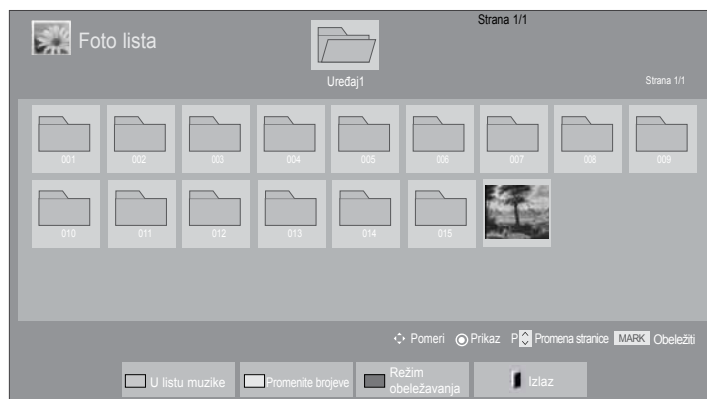 Strana 1/1
Foto lista
Uređaj1
Strana 1/1
001 002 003 004 005 006 007 008 009
010 011 012 013 014 015
Pomeri Prikaz P Promena stranice MARK Obeležiti
U listu muzike Promenite brojeve Režim obeležavanja Izlaz